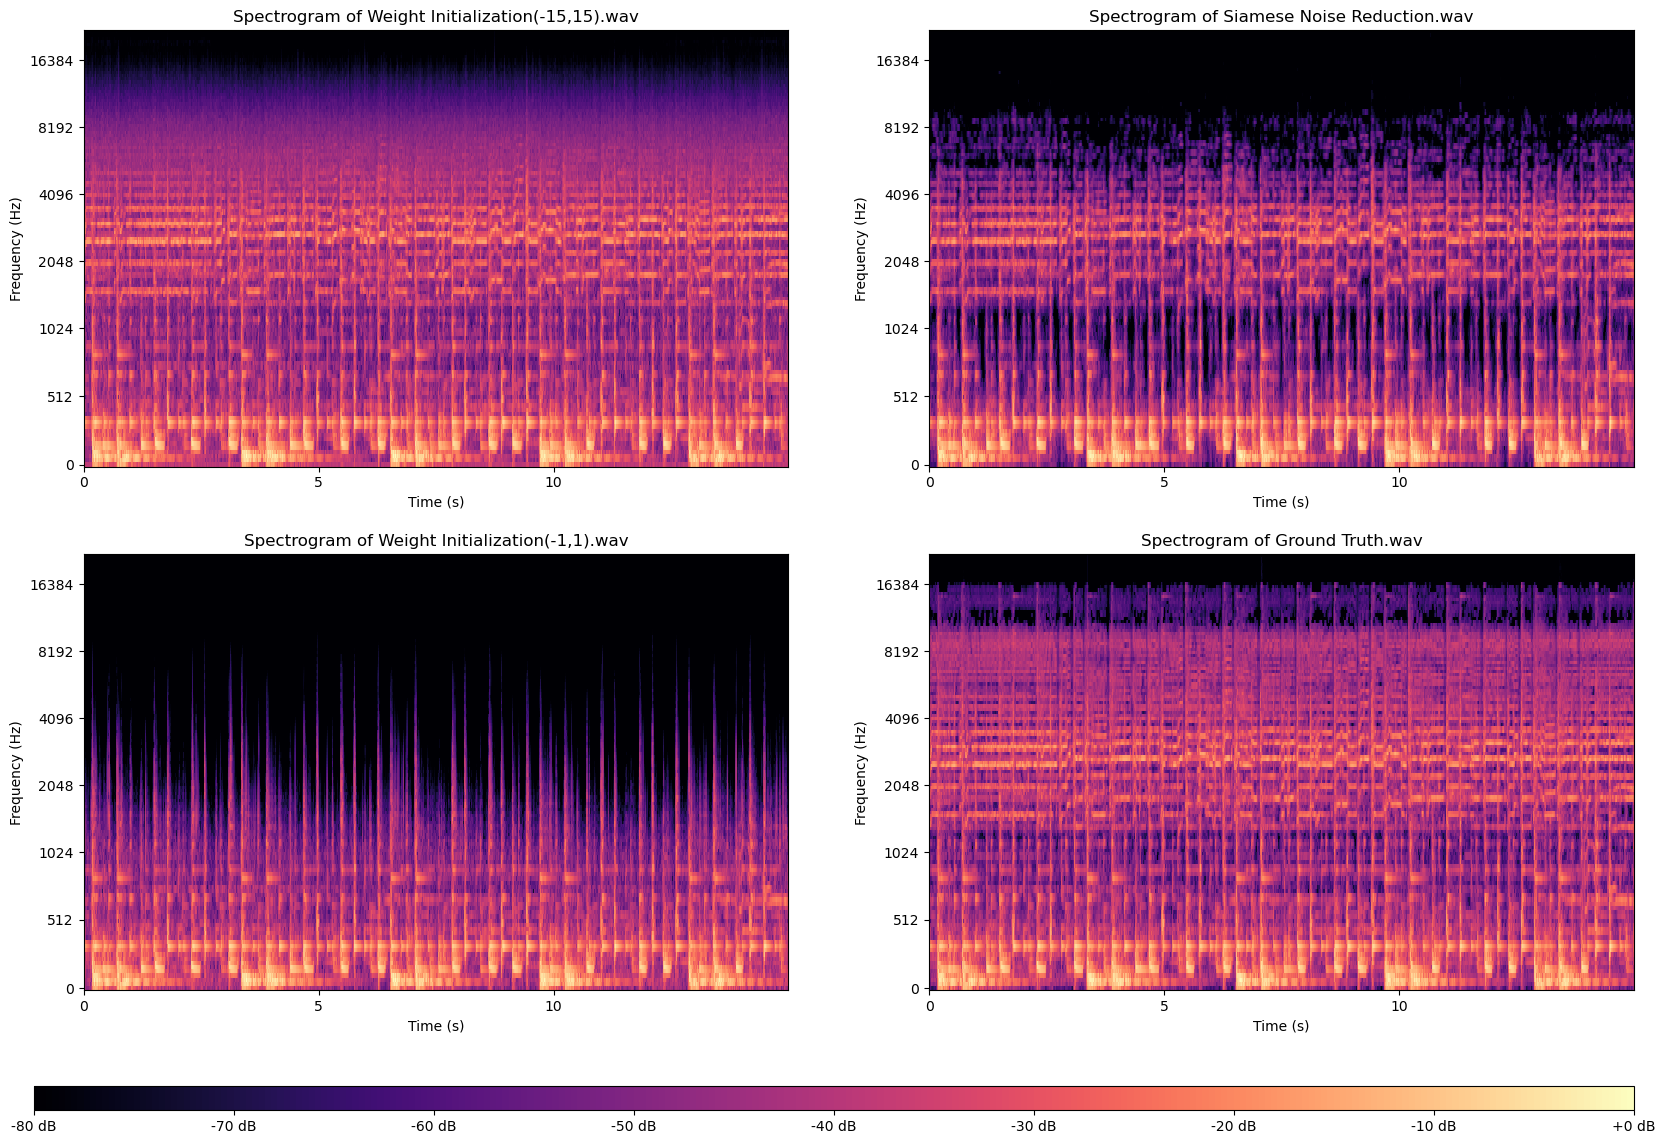 Spectrogram of Weight Initialization(-15,15).wav
Frequency (Hz)
16384
8192
4096
2048
1024
512
0
0 5 10
Time (s)
Spectrogram of Siamese Noise Reduction.wav
Frequency (Hz)
16384
8192
4096
2048
1024
512
0
0 5 10
Time (s)
Spectrogram of Weight Initialization(-1,1).wav
Frequency (Hz)
16384
8192
4096
2048
1024
512
0
0 5 10
Time (s)
Spectrogram of Ground Truth.wav
Frequency (Hz)
16384
8192
4096
2048
1024
512
0
0 5 10
Time (s)
-80 dB -70 dB -60 dB -50 dB -40 dB -30 dB -20 dB -10 dB +0 dB